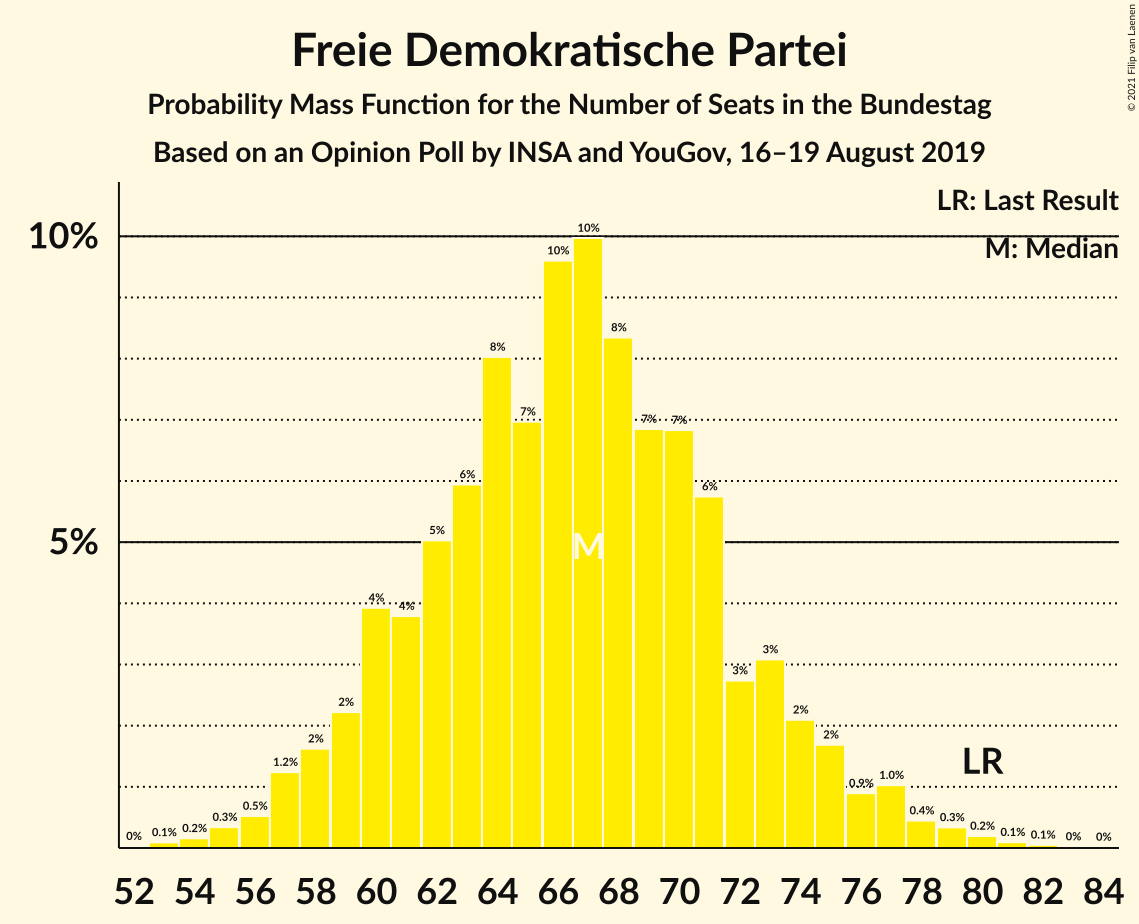 © 2021 Filip van Laenen
Freie Demokratische Partei
Probability Mass Function for the Number of Seats in the Bundestag
Based on an Opinion Poll by INSA and YouGov, 16–19 August 2019
LR: Last Result
M: Median
10%
5%
0% 0.1% 0.2% 0.3% 0.5% 1.2% 2% 2% 4% 4% 5% 6% 8% 7% 10% 10% 8% 7% 7% 6% 3% 3% 2% 2% 0.9% 1.0% 0.4% 0.3% 0.2% 0.1% 0.1% 0% 0%
M
LR
52 54 56 58 60 62 64 66 68 70 72 74 76 78 80 82 84